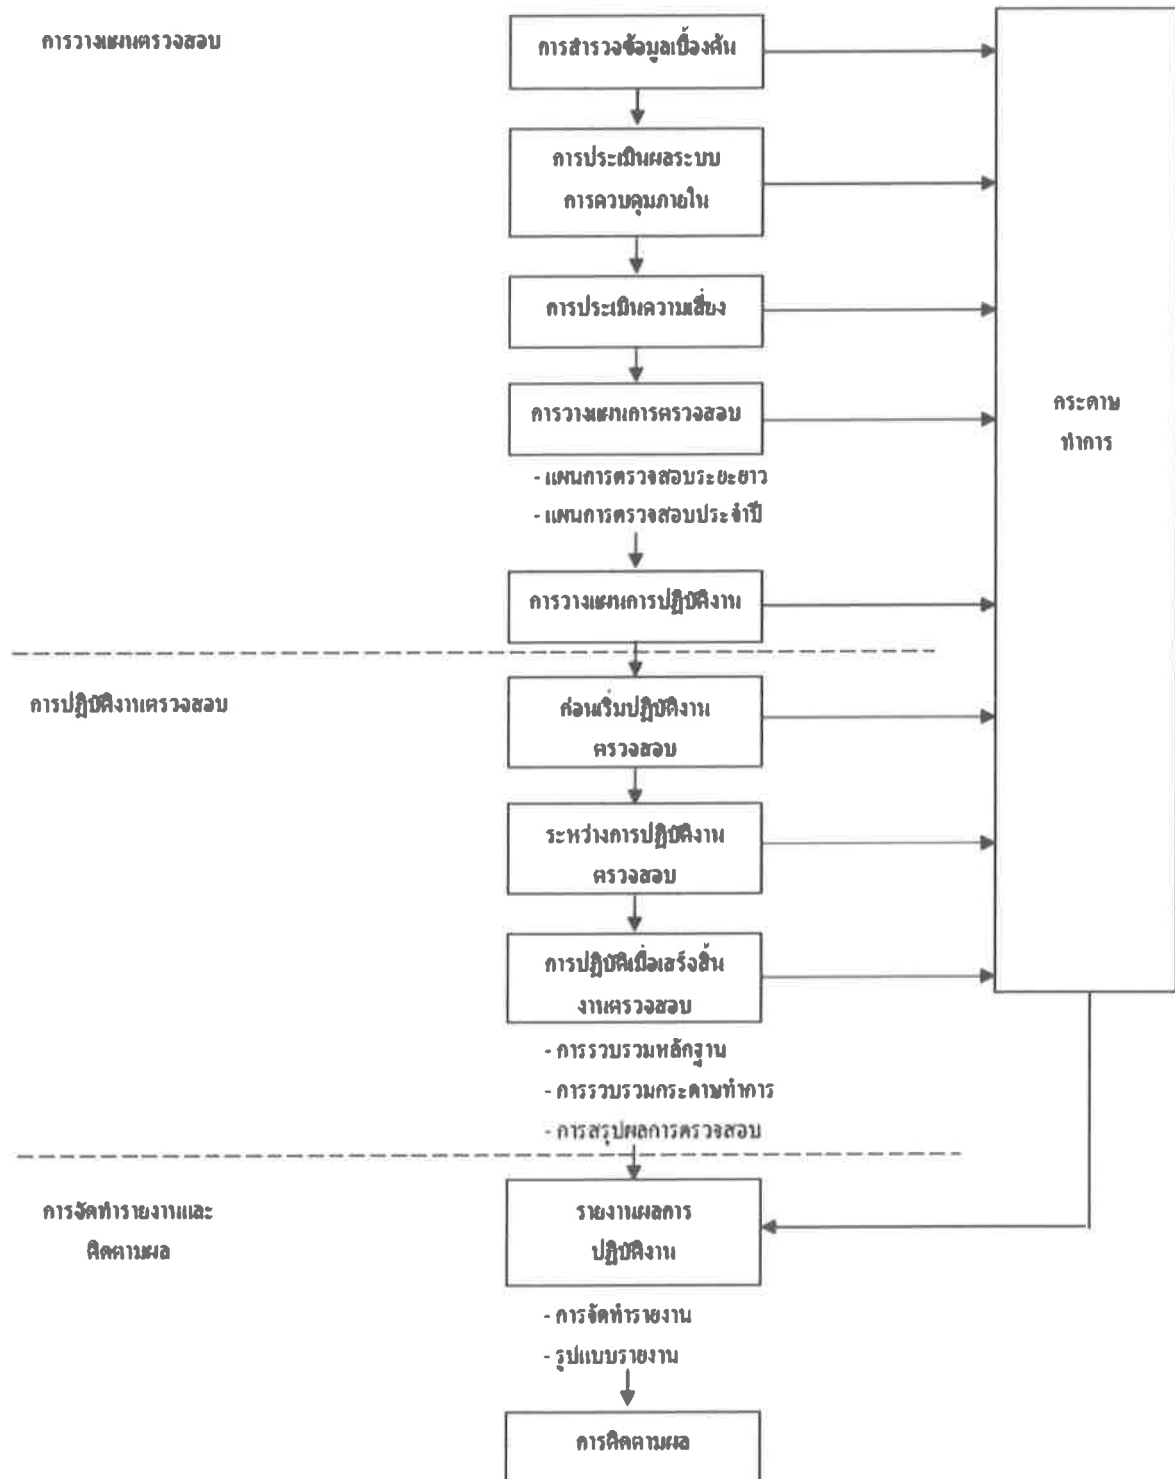 การวางแผนตรวจสอบ
การสำรวจข้อมูลเบื้องต้น
การประเมินผลระบบ
การควบคุมภายใน
การประเมินความเสี่ยง
การวางแผนการตรวจสอบ
- แผนการตรวจสอบระยะยาว
- แผนการตรวจสอบประจำปี
การวางแผนการปฏิบัติงาน
กระดาษ
ทำการ
การปฏิบัติงานตรวจสอบ
ก่อนเริ่มปฏิบัติงาน
ตรวจสอบ
ระหว่างการปฏิบัติงาน
ตรวจสอบ
การปฏิบัติเมื่อเสร็จสิ้น
งานตรวจสอบ
- การรวบรวมหลักฐาน
- การรวบรวมกระดาษทำการ
- การสรุปผลการตรวจสอบ
การจัดทำรายงานและ
ติดตามผล
รายงานผลการ
ปฏิบัติงาน
- การจัดทำรายงาน
- รูปแบบรายงาน
การติดตามผล